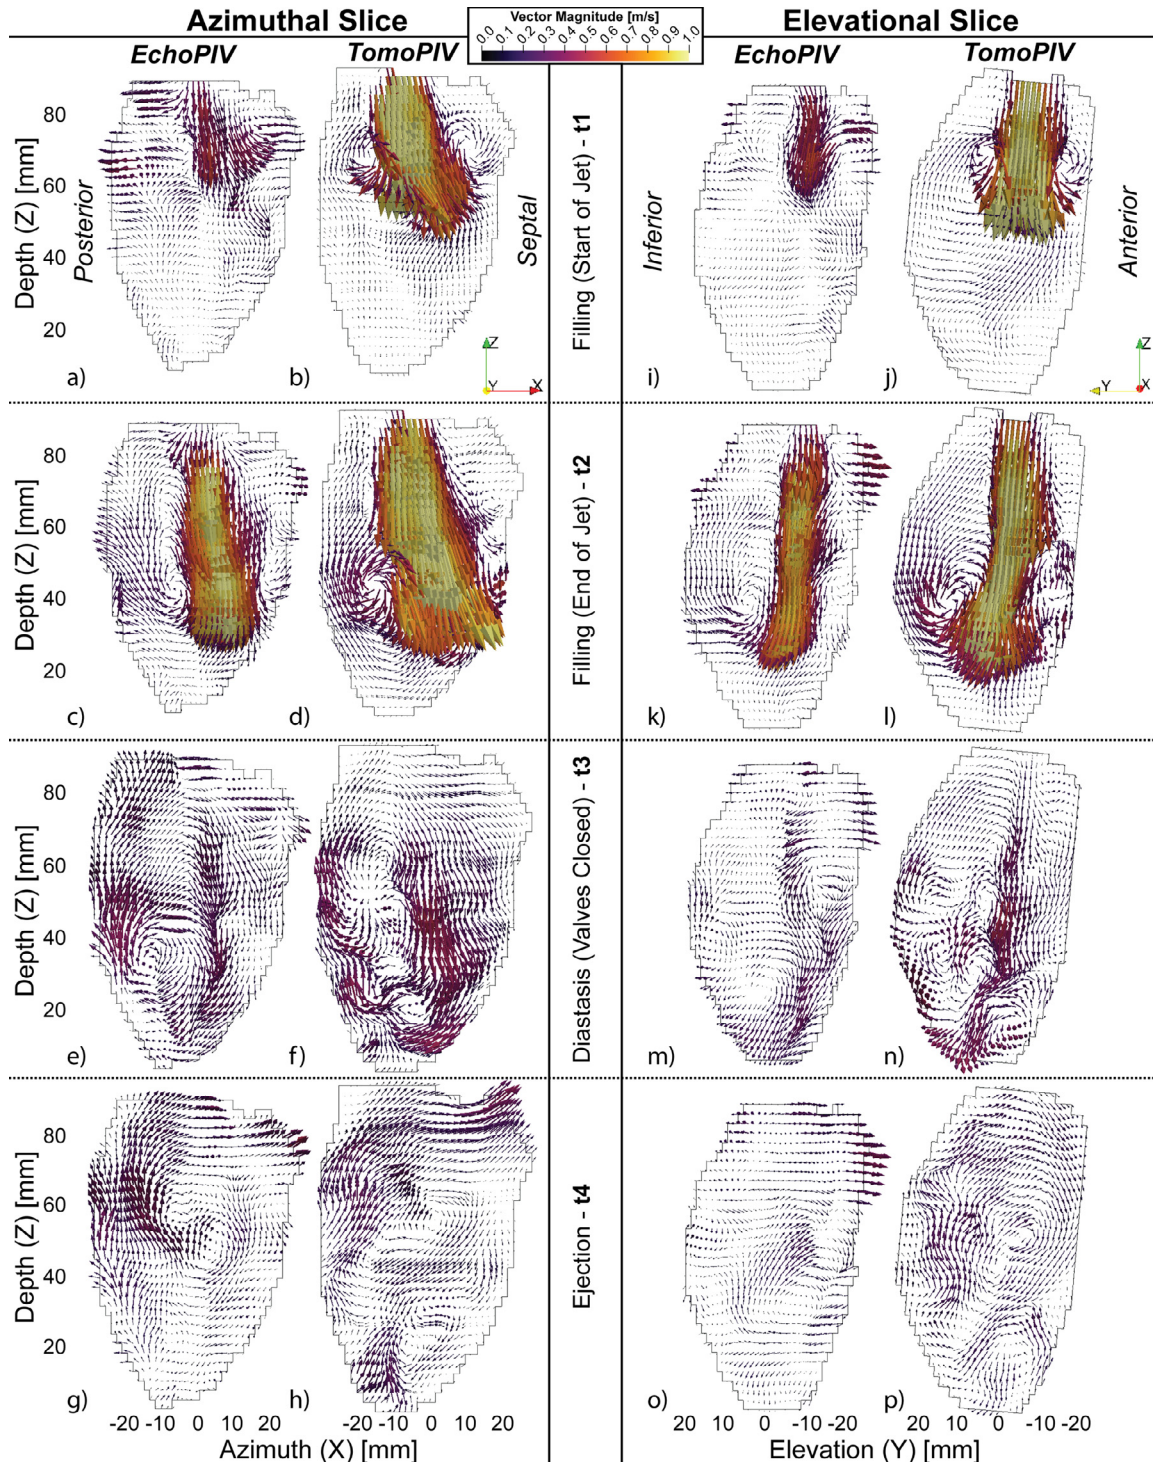 Azimuthal Slice
Vector Magnitude [m/s]
0.0 0.1 0.2 0.3 0.4 0.5 0.6 0.7 0.8 0.9 1.0
Elevational Slice
EchoPIV TomoPIV
EchoPIV TomoPIV
Depth (Z) [mm]
80
60
40
20
Posterior
Septal
a)
b)
Z
Y X
Filling (Start of Jet) - t1
Inferior
Anterior
i)
j)
Z
Y X
Depth (Z) [mm]
80
60
40
20
c)
d)
Filling (End of Jet) - t2
k)
l)
Depth (Z) [mm]
80
60
40
20
e)
f)
Diastasis (Valves Closed) - t3
m)
n)
Depth (Z) [mm]
80
60
40
20
g)
h)
Ejection - t4
o)
p)
-20 -10 0 10 20 -20 -10 0 10 20
Azimuth (X) [mm]
20 10 0 -10 -20 20 10 0 -10 -20
Elevation (Y) [mm]